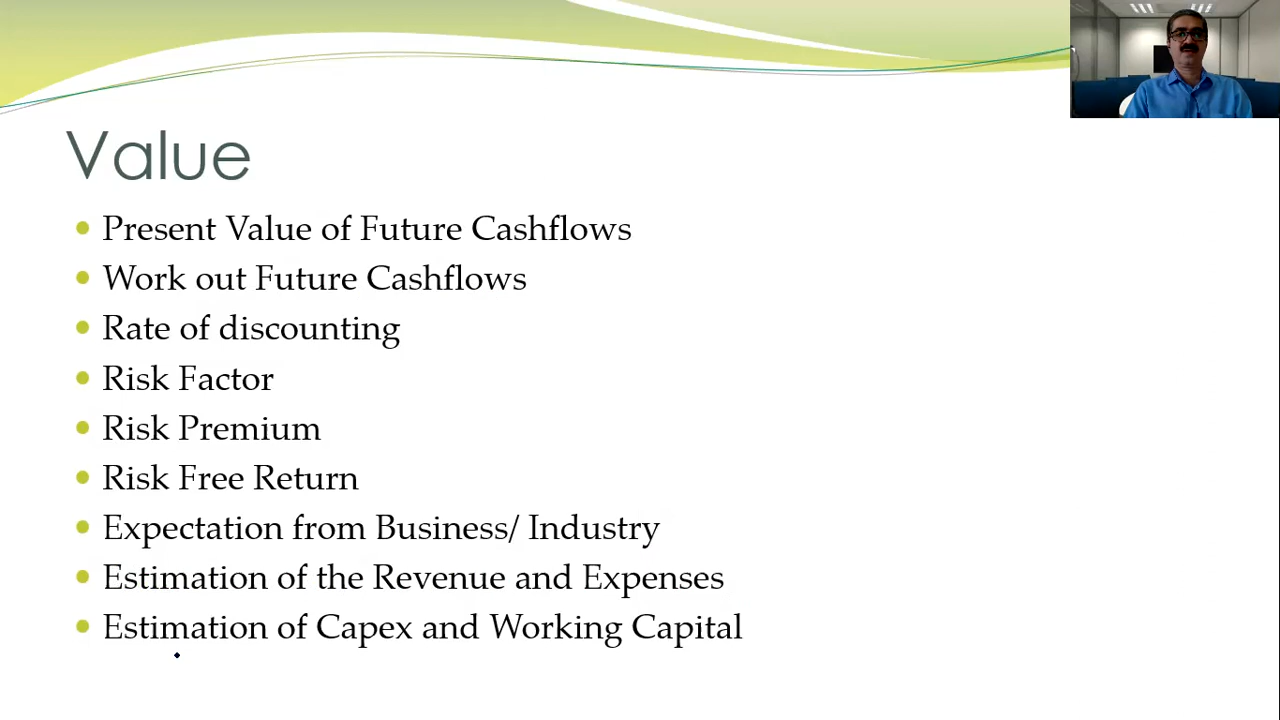 Value
Present Value of Future Cashflows
Work out Future Cashflows
Rate of discounting
Risk Factor
Risk Premium
Risk Free Return
Expectation from Business/ Industry
Estimation of the Revenue and Expenses
Estimation of Capex and Working Capital